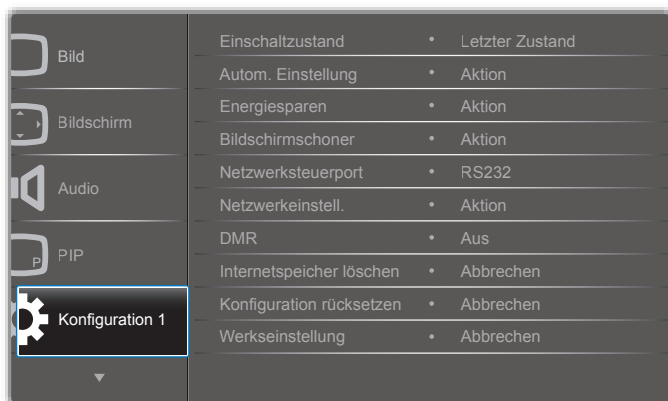 Bild
Bildschirm
Audio
P
PIP
Konfiguration 1
Einschaltzustand • Letzter Zustand
Autom. Einstellung • Aktion
Energiesparen • Aktion
Bildschirmschoner • Aktion
Netzwerksteuerport • RS232
Netzwerkeinstell. • Aktion
DMR • Aus
Internetspeicher löschen • Abbrechen
Konfiguration rücksetzen • Abbrechen
Werkseinstellung • Abbrechen